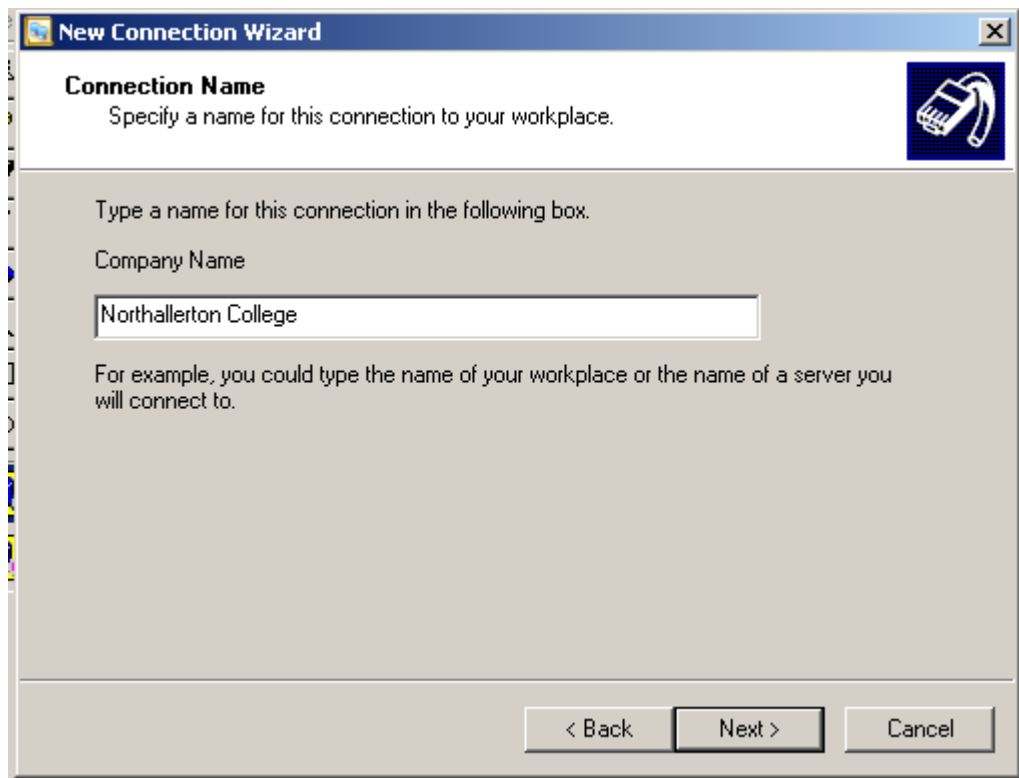 New Connection Wizard
Connection Name
Specify a name for this connection to your workplace.
Type a name for this connection in the following box.
Company Name
Northallerton College
For example, you could type the name of your workplace or the name of a server you
will connect to.
< Back Next > Cancel